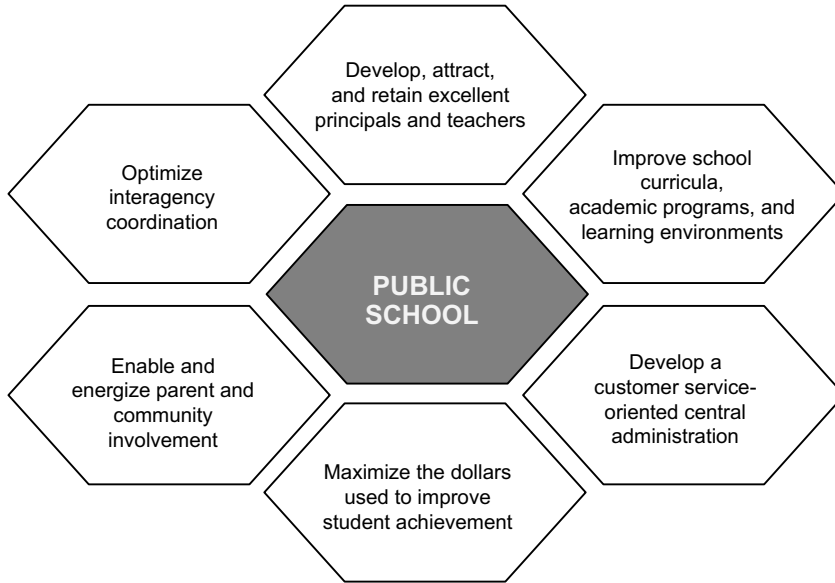 Develop, attract,
and retain excellent
principals and teachers
Optimize
interagency
coordination
Improve school
curricula,
academic programs, and
learning environments
PUBLIC
SCHOOL
Enable and
energize parent and
community
involvement
Develop a
customer service-
oriented central
administration
Maximize the dollars
used to improve
student achievement